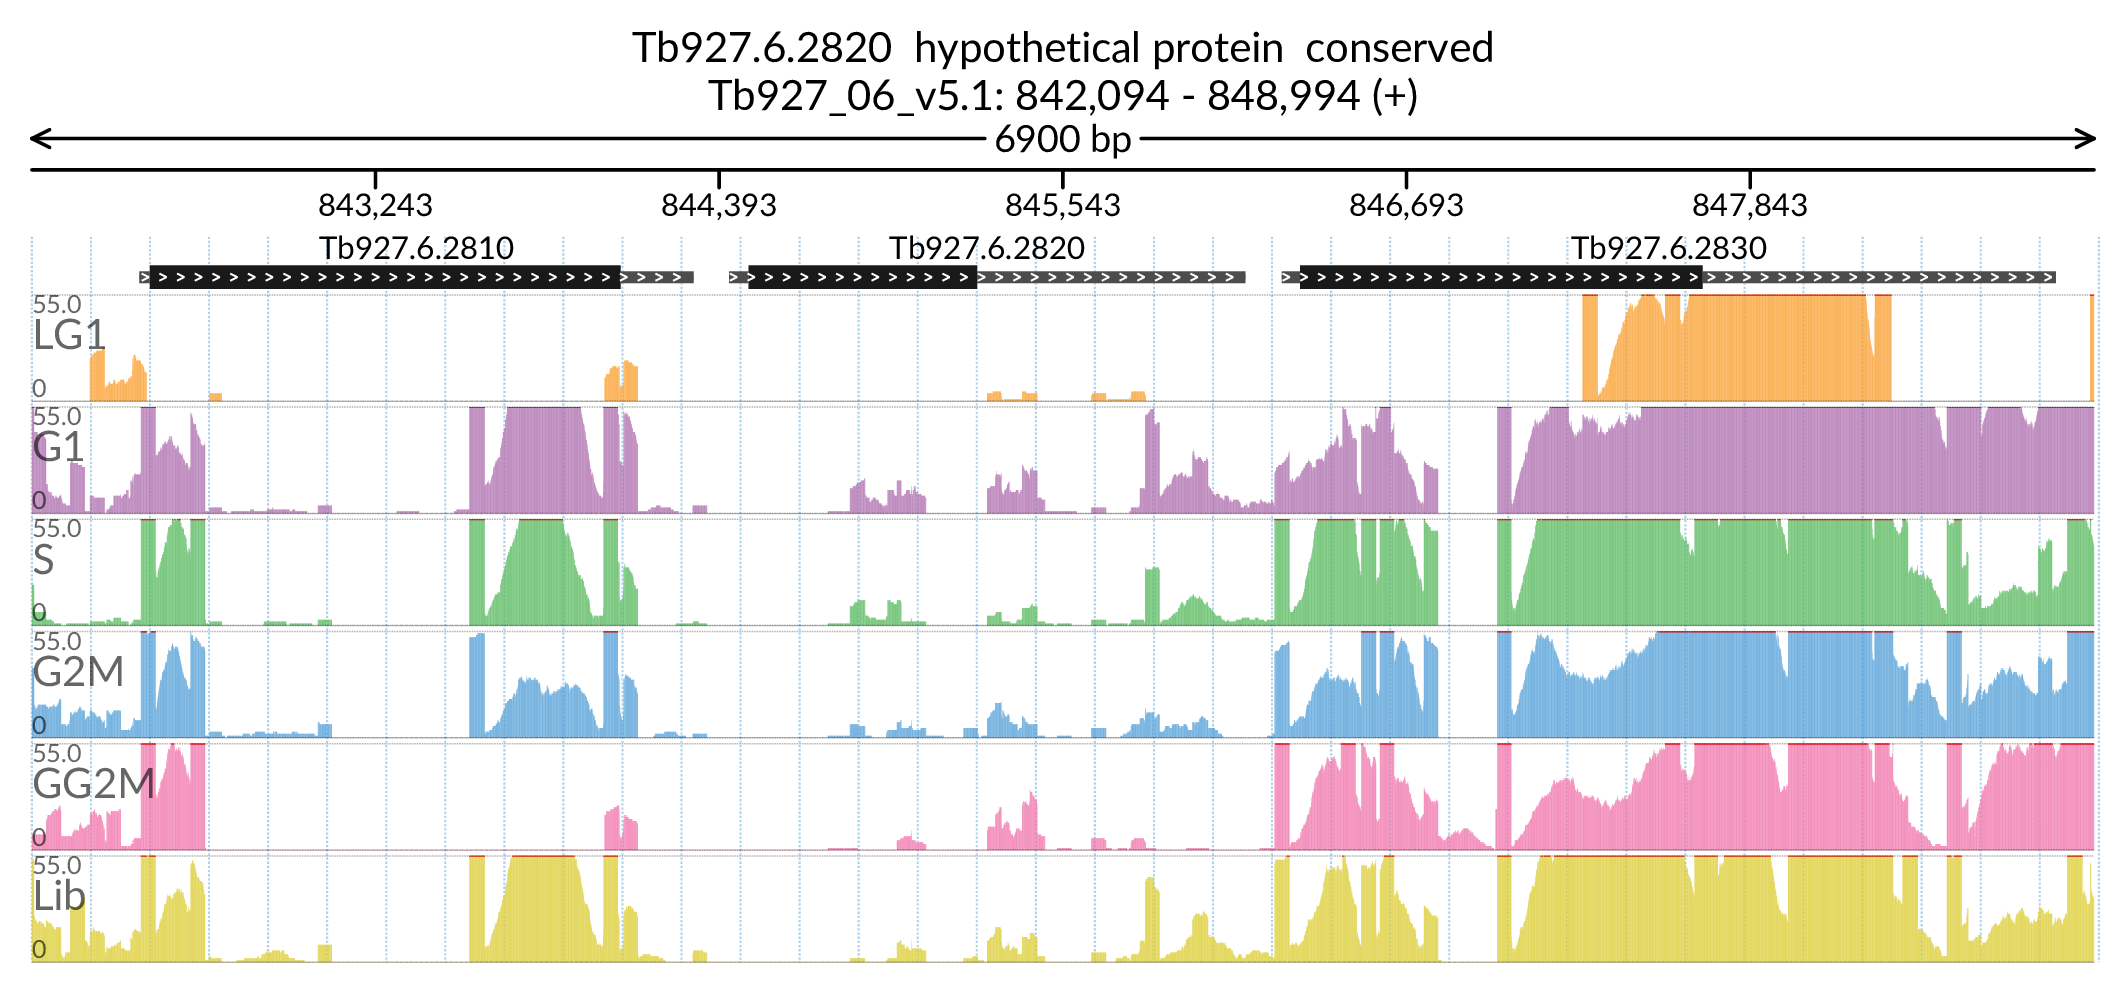 Tb927.6.2820 hypothetical protein conserved
Tb927_06_v5.1: 842,094 - 848,994 (+)
6900 bp
843,243 844,393 845,543 846,693 847,843
Tb927.6.2810 Tb927.6.2820 Tb927.6.2830
55.0
LG1
0
55.0
G1
0
55.0
S
0
55.0
G2M
0
55.0
GG2M
0
55.0
Lib
0